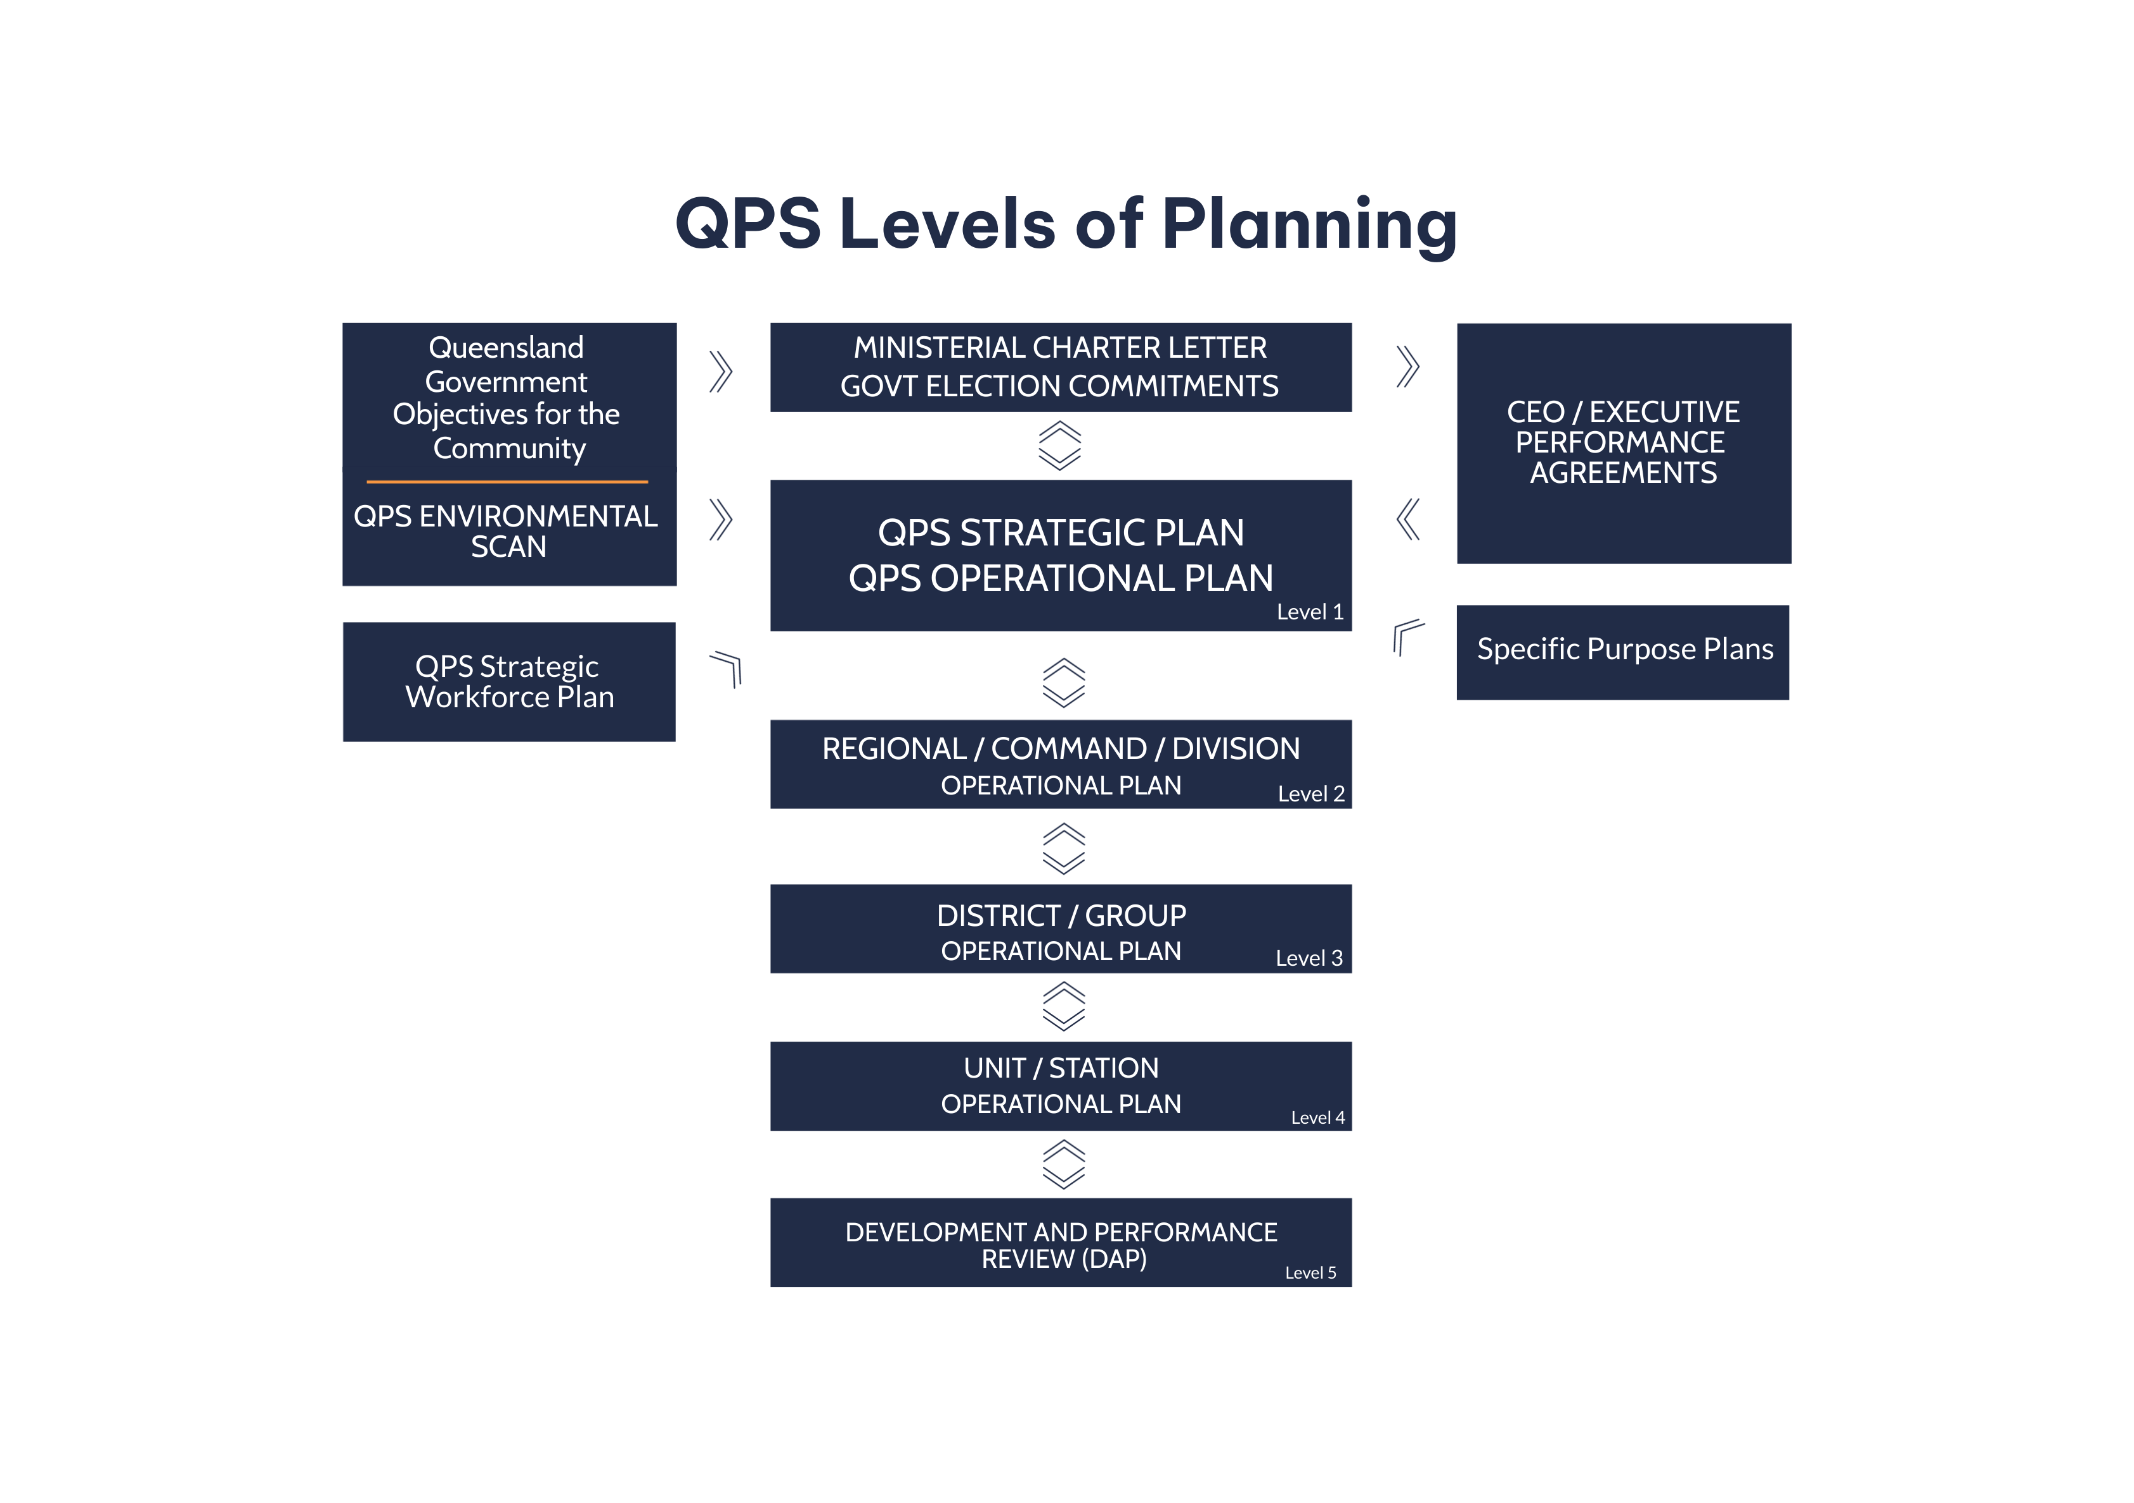 QPS Levels of Planning
Queensland
Government
Objectives for the
Community
QPS ENVIRONMENTAL
SCAN
QPS Strategic
Workforce Plan
MINISTERIAL CHARTER LETTER
GOVT ELECTION COMMITMENTS
QPS STRATEGIC PLAN
QPS OPERATIONAL PLAN
Level 1
REGIONAL / COMMAND / DIVISION
OPERATIONAL PLAN
Level 2
DISTRICT / GROUP
OPERATIONAL PLAN
Level 3
UNIT / STATION
OPERATIONAL PLAN
Level 4
DEVELOPMENT AND PERFORMANCE
REVIEW (DAP)
Level 5
CEO / EXECUTIVE
PERFORMANCE
AGREEMENTS
Specific Purpose Plans